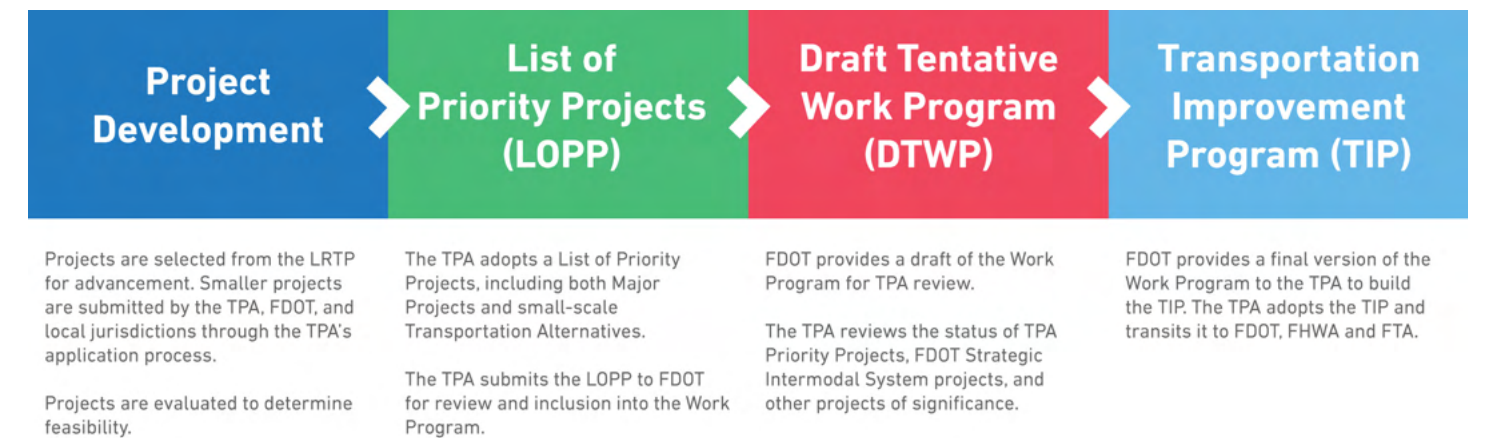 Project
Development
List of
Priority Projects
(LOPP)
Draft Tentative
Work Program
(DTWP)
Transportation
Improvement
Program (TIP)
Projects are selected from the LRTP
for advancement. Smaller projects
are submitted by the TPA, FDOT, and
local jurisdictions through the TPA's
application process.
Projects are evaluated to determine
feasibility.
The TPA adopts a List of Priority
Projects, including both Major
Projects and small-scale
Transportation Alternatives.
The TPA submits the LOPP to FDOT
for review and inclusion into the Work
Program.
FDOT provides a draft of the Work
Program for TPA review.
The TPA reviews the status of TPA
Priority Projects, FDOT Strategic
Intermodal System projects, and
other projects of significance.
FDOT provides a final version of the
Work Program to the TPA to build
the TIP. The TPA adopts the TIP and
transits it to FDOT, FHWA and FTA.